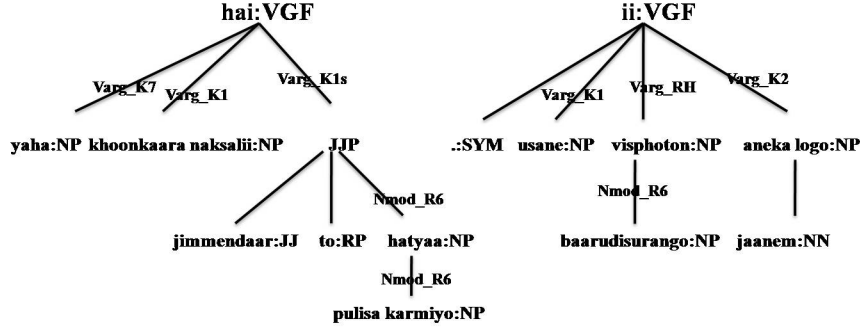 hai:VGF ii:VGF
Varg_K7 Varg_K1 Varg_K1s Varg_K1 Varg_RH Varg_K2
yaha:NP khoonkaara naksalii:NP JJP .:SYM usane:NP visphoton:NP aneka logo:NP
Nmod_R6 Nmod_R6
jimmendaar:JJ to:RP hatyaa:NP baarudisurango:NP jaanem:NN
Nmod_R6
pulisa karmiyo:NP